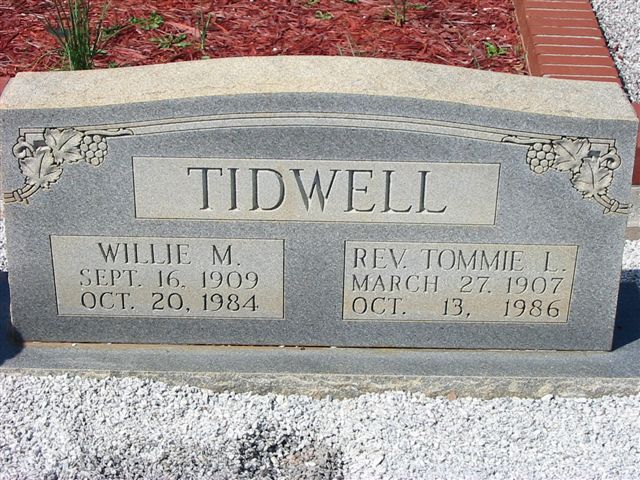 TIDWELL
WILLIE M.
SEPT. 16, 1909
OCT. 20, 1984
REV. TOMMIE L.
MARCH 27, 1907
OCT. 13, 1986